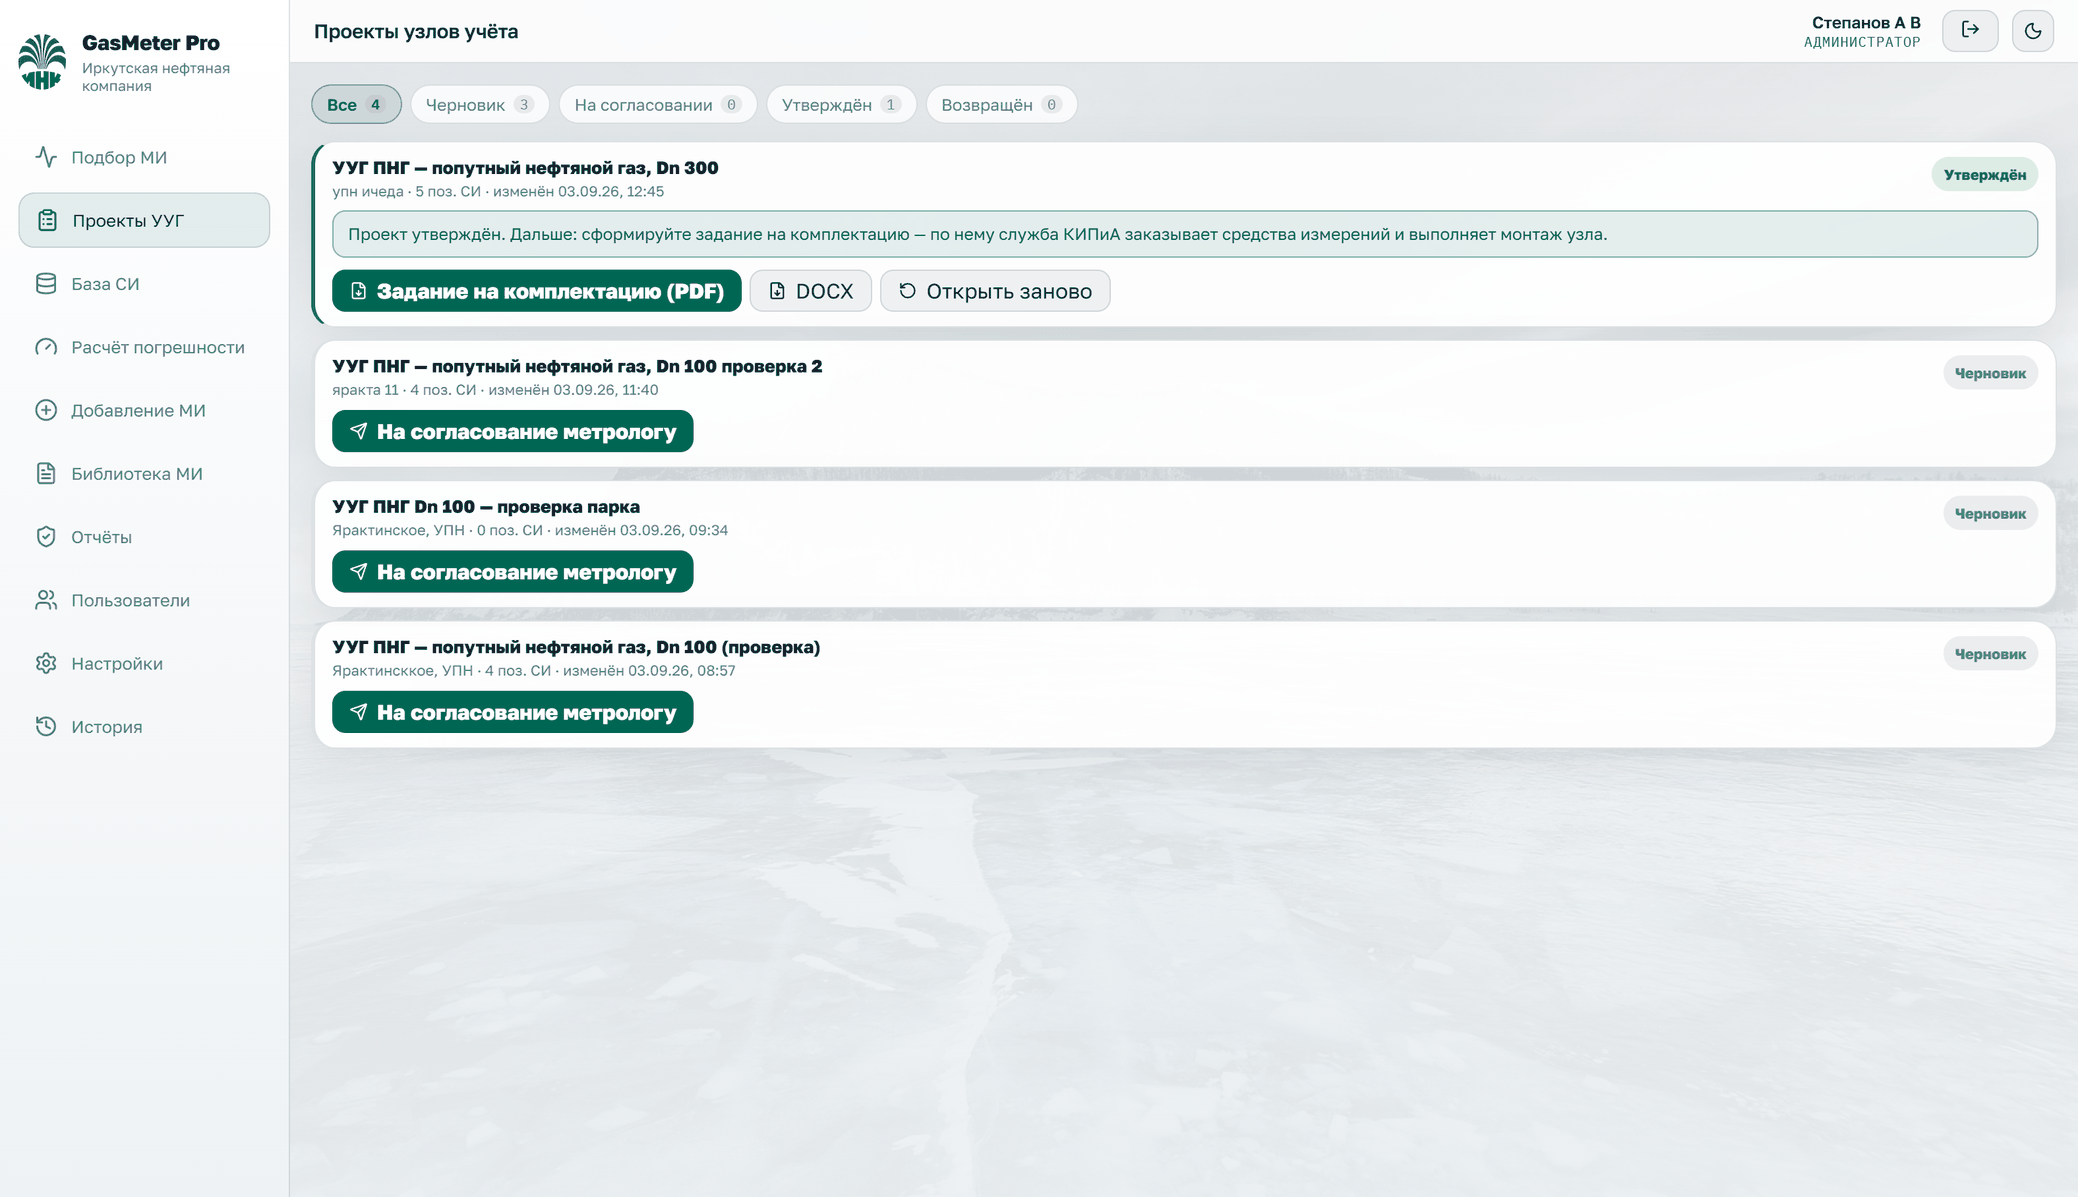 GasMeter Pro
Иркутская нефтяная
компания
ИНК
Подбор МИ
Проекты УУГ
База СИ
Расчёт погрешности
Добавление МИ
Библиотека МИ
Отчёты
Пользователи
Настройки
История
Проекты узлов учёта
Степанов А В
АДМИНИСТРАТОР
Все 4
Черновик 3
На согласовании 0
Утверждён 1
Возвращён 0
УУГ ПНГ — попутный нефтяной газ, Dn 300
Утверждён
упн ичеда · 5 поз. СИ · изменён 03.09.26, 12:45
Проект утверждён. Дальше: сформируйте задание на комплектацию — по нему служба КИПиА заказывает средства измерений и выполняет монтаж узла.
Задание на комплектацию (PDF)
DOCX
Открыть заново
УУГ ПНГ — попутный нефтяной газ, Dn 100 проверка 2
Черновик
яракта 11 · 4 поз. СИ · изменён 03.09.26, 11:40
На согласование метрологу
УУГ ПНГ Dn 100 — проверка парка
Черновик
Ярактинское, УПН · 0 поз. СИ · изменён 03.09.26, 09:34
На согласование метрологу
УУГ ПНГ — попутный нефтяной газ, Dn 100 (проверка)
Черновик
Ярактинсккое, УПН · 4 поз. СИ · изменён 03.09.26, 08:57
На согласование метрологу